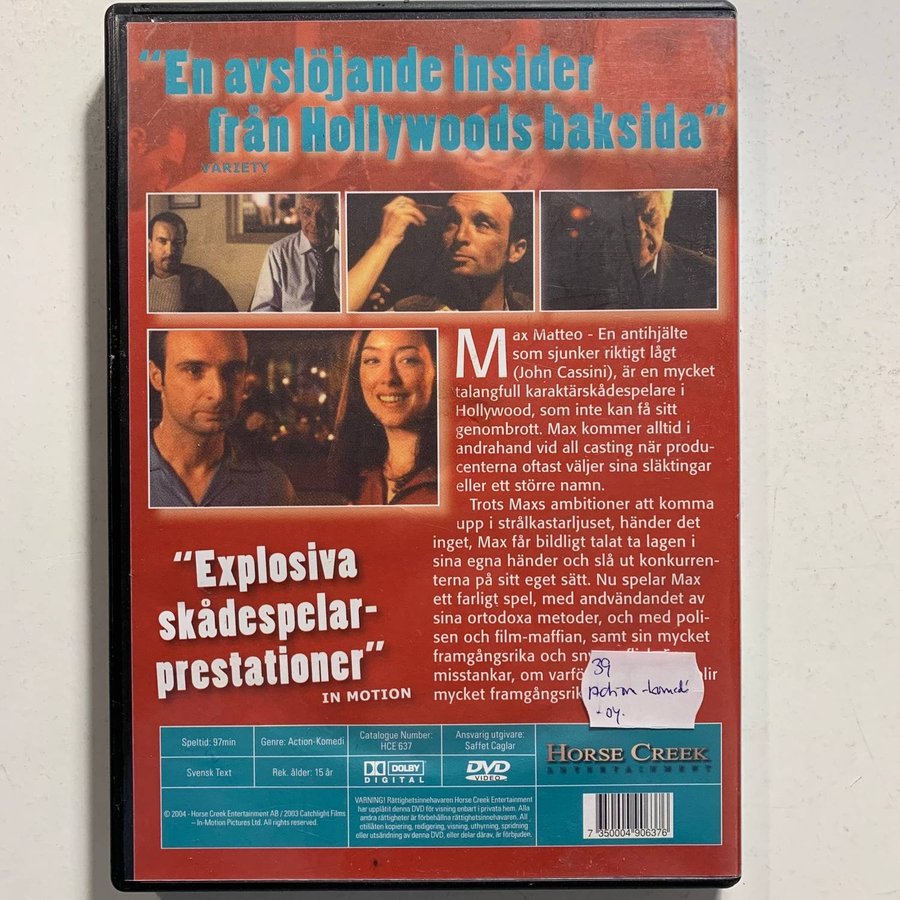 “En avslöjande insider
från Hollywoods baksida”
VARIETY
Max Matteo - En antihjälte
som sjunker riktigt lågt
(John Cassini), är en mycket
talangfull karaktärskådespelare i
Hollywood, som inte kan få sitt
genombrott. Max kommer alltid i
andrahand vid all casting när produ-
centerna oftast väljer sina släktingar
eller ett större namn.
Trots Maxs ambitioner att komma
upp i strålkastarljuset, händer det
inget, Max får bildligt talat ta lagen i
sina egna händer och slå ut konkurren-
terna på sitt eget sätt. Nu spelar Max
ett farligt spel, med andvändandet av
sina ortodoxa metoder, och med poli-
sen och film-maffian, samt sin mycket
framgångsrika och
misstankar, om
mycket
“Explosiva
skådespelar-
prestationer”
IN MOTION
39
Action-komedi
-04.
Speltid: 97min
Genre: Action-Komedi
Catalogue Number:
HCE 637
Ansvarig utgivare:
Saffet Caglar
Svensk Text
Rek. ålder: 15 år
DOLBY
DIGITAL
DVD
VIDEO
HORSE CREEK
ENTERTAINMENT
© 2004 - Horse Creek Entertainment AB / 2003 Catchlight Films
– In-Motion Pictures Ltd. All rights reserved.
VARNING! Rättighetsinnehavaren Horse Creek Entertainment
har upplåtit denna DVD för visning enbart i privata hem. Alla
andra rättigheter är förbehållna rättighetsinnehavaren. All
otillåten kopiering, redigering, visning, uthyrning, spridning
eller utsändning av denna DVD, eller delar därav, är förbjuden.
7 350004 906376